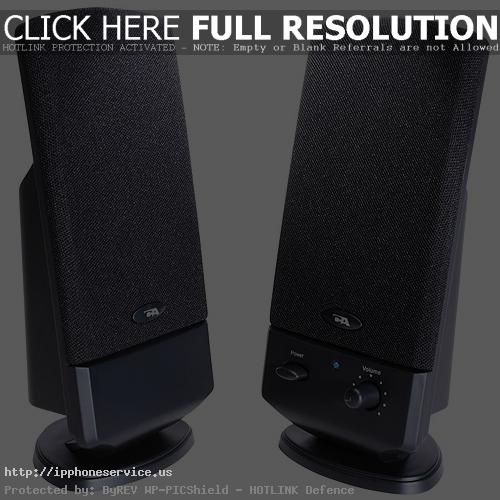 CLICK HERE FULL RESOLUTION
HOTLINK PROTECTION ACTIVATED - NOTE: Empty or Blank Referrals are not Allowed
CA
CA
Power
Volume
http://ipphoneservice.us
Protected by: ByREV WP-PICShield - HOTLINK Defence